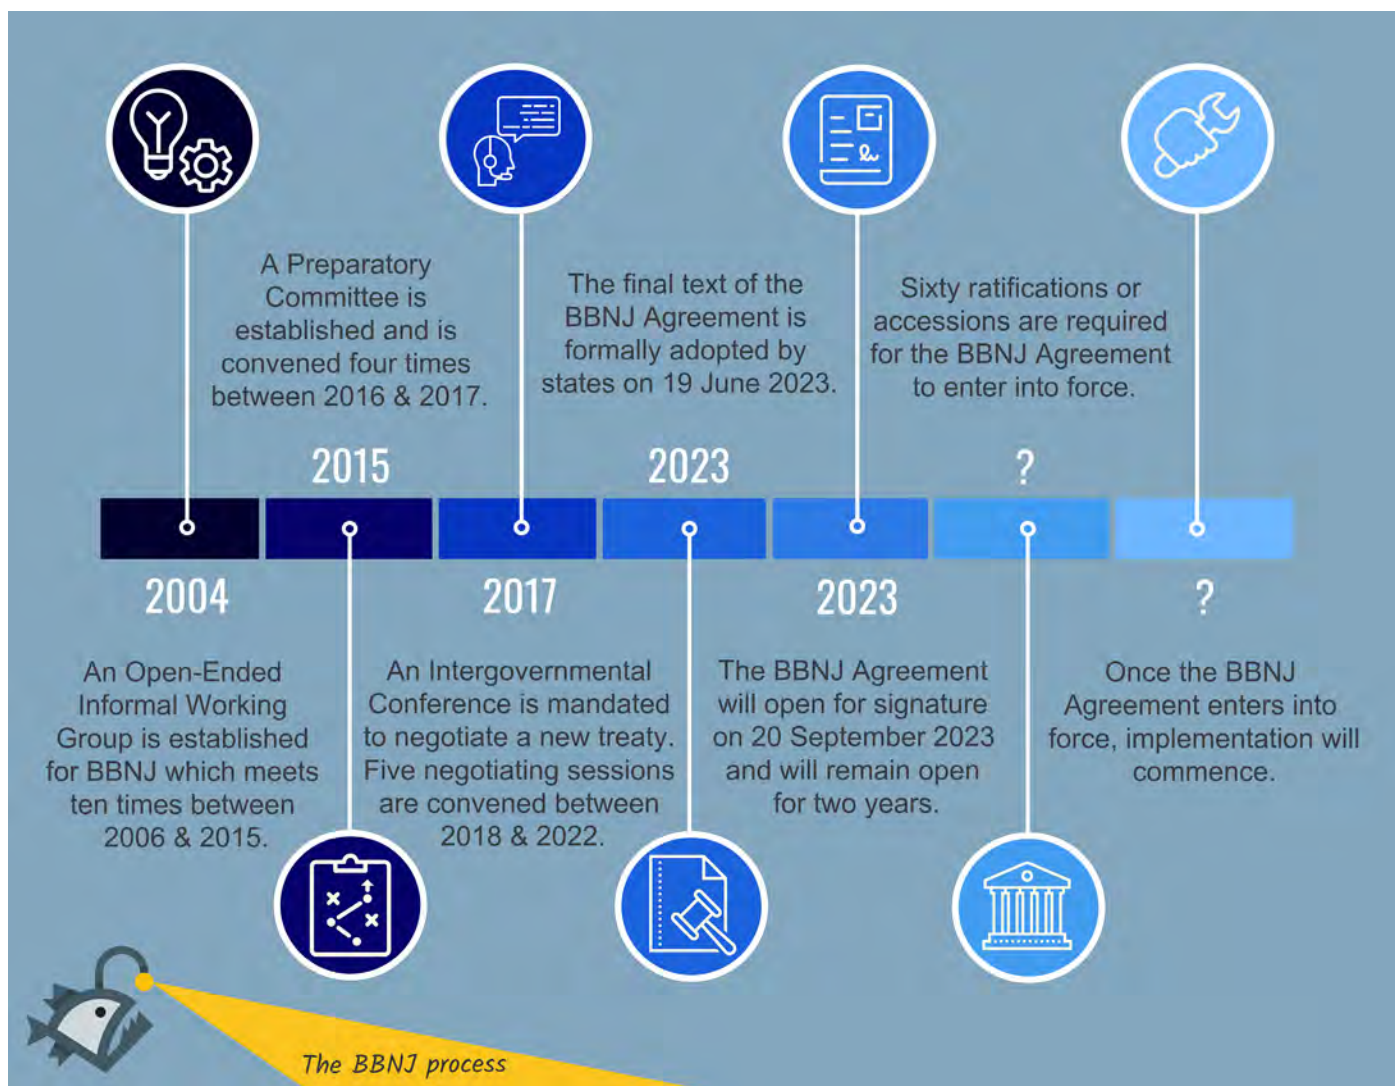 2004
An Open-Ended
Informal Working
Group is established
for BBNJ which meets
ten times between
2006 & 2015.
A Preparatory
Committee is
established and is
convened four times
between 2016 & 2017.
2015
2017
An Intergovernmental
Conference is mandated
to negotiate a new treaty.
Five negotiating sessions
are convened between
2018 & 2022.
The final text of the
BBNJ Agreement is
formally adopted by
states on 19 June 2023.
2023
2023
The BBNJ Agreement
will open for signature
on 20 September 2023
and will remain open
for two years.
Sixty ratifications or
accessions are required
for the BBNJ Agreement
to enter into force.
?
?
Once the BBNJ
Agreement enters into
force, implementation will
commence.
The BBNJ process